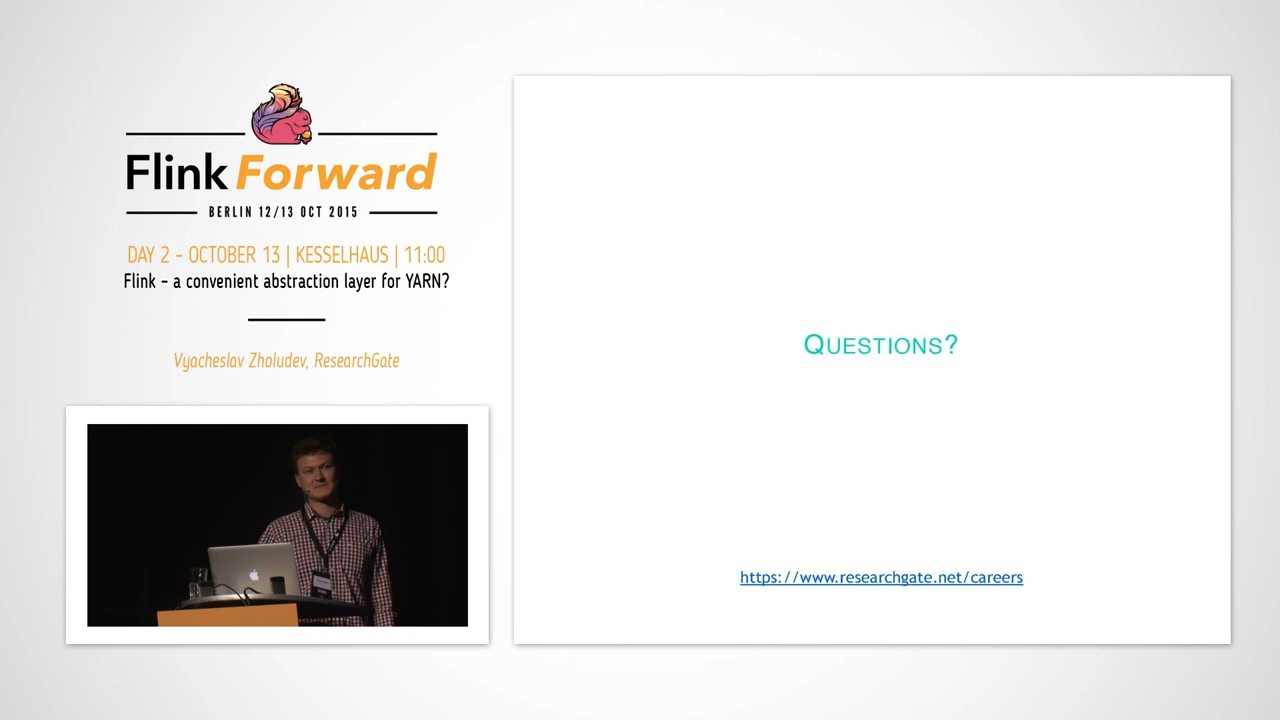 Flink Forward
BERLIN 12/13 OCT 2015
DAY 2 - OCTOBER 13 | KESSELHAUS | 11:00
Flink - a convenient abstraction layer for YARN?
Vyacheslav Zholudev, ResearchGate
QUESTIONS?
https://www.researchgate.net/careers